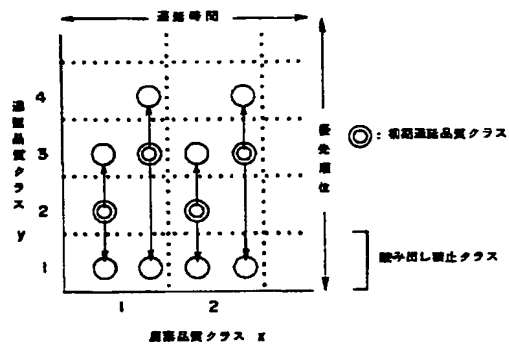 遅延時間
4
3
2
1
遅延品質クラス y
優先順位
◎: 初期遅延品質クラス
読み出し禁止クラス
1 2
廃棄品質クラス x